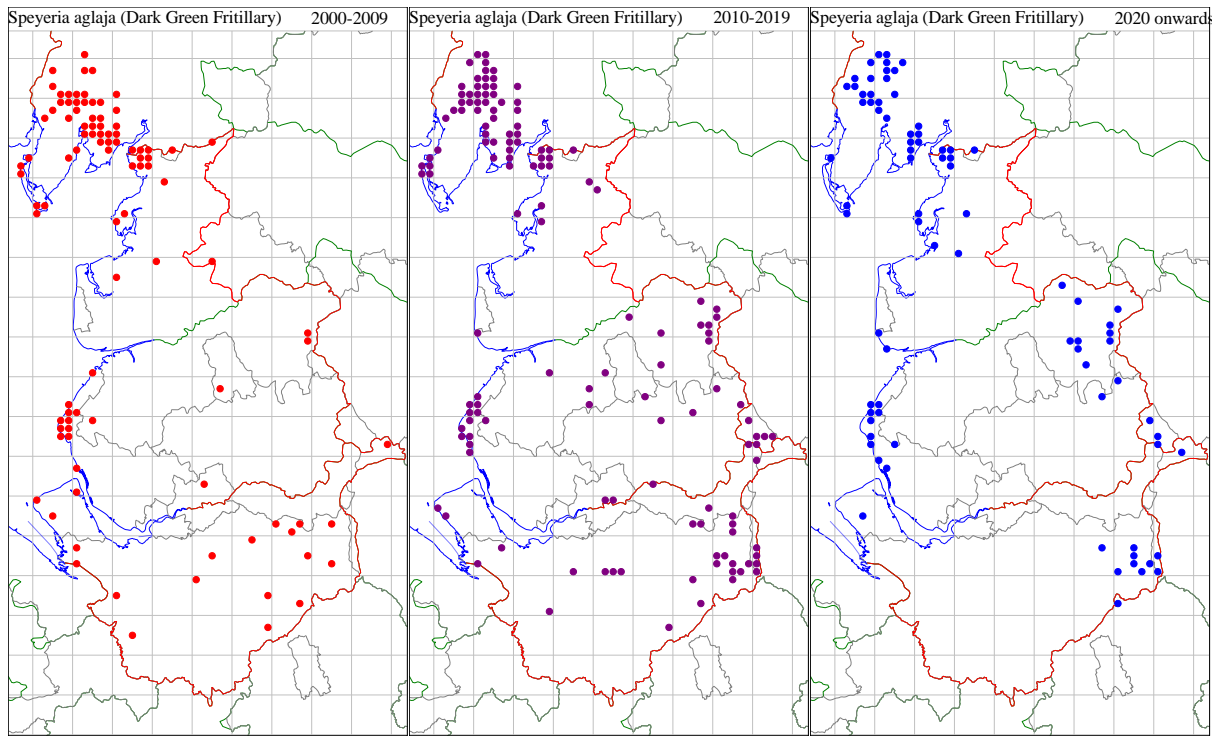 Speyeria aglaja (Dark Green Fritillary) 2000-2009
Speyeria aglaja (Dark Green Fritillary) 2010-2019
Speyeria aglaja (Dark Green Fritillary) 2020 onwards